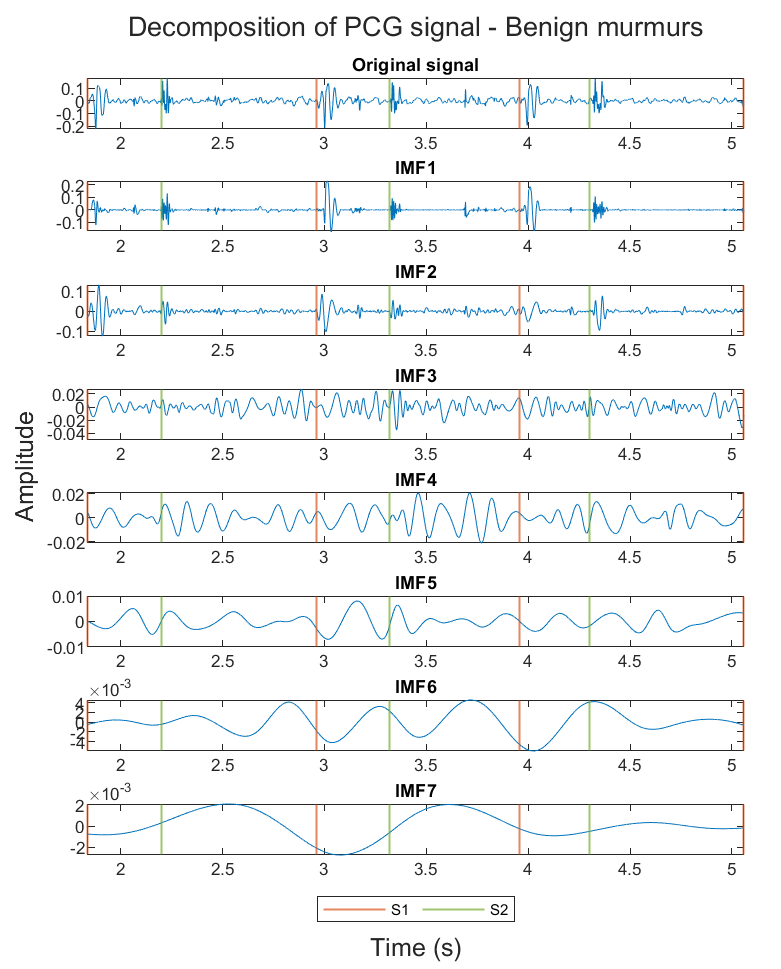 Decomposition of PCG signal - Benign murmurs
Original signal
0.1
0
-0.1
-0.2
2 2.5 3 3.5 4 4.5 5
IMF1
0.2
0.1
0
-0.1
2 2.5 3 3.5 4 4.5 5
IMF2
0.1
0
-0.1
2 2.5 3 3.5 4 4.5 5
IMF3
0.02
0
-0.02
-0.04
2 2.5 3 3.5 4 4.5 5
Amplitude
IMF4
0.02
0
-0.02
2 2.5 3 3.5 4 4.5 5
IMF5
0.01
0
-0.01
2 2.5 3 3.5 4 4.5 5
×10⁻³
IMF6
4
2
0
-2
-4
2 2.5 3 3.5 4 4.5 5
×10⁻³
IMF7
2
0
-2
2 2.5 3 3.5 4 4.5 5
S1 S2
Time (s)